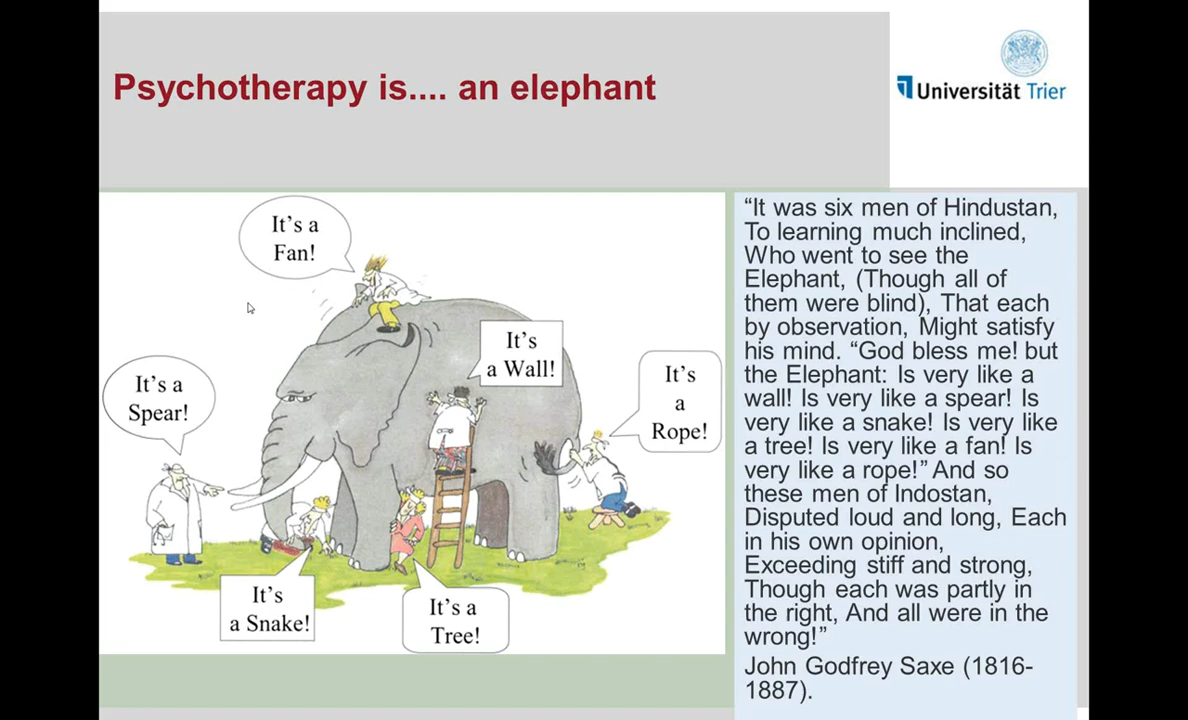 Psychotherapy is.... an elephant
Universität Trier
It's a
Fan!
It's
a Wall!
It's a
Spear!
It's
a
Rope!
It's
a Snake!
It's a
Tree!
“It was six men of Hindustan,
To learning much inclined,
Who went to see the
Elephant, (Though all of
them were blind), That each
by observation, Might satisfy
his mind. “God bless me! but
the Elephant: Is very like a
wall! Is very like a spear! Is
very like a snake! Is very like
a tree! Is very like a fan! Is
very like a rope!” And so
these men of Indostan,
Disputed loud and long, Each
in his own opinion,
Exceeding stiff and strong,
Though each was partly in
the right, And all were in the
wrong!”
John Godfrey Saxe (1816-
1887).